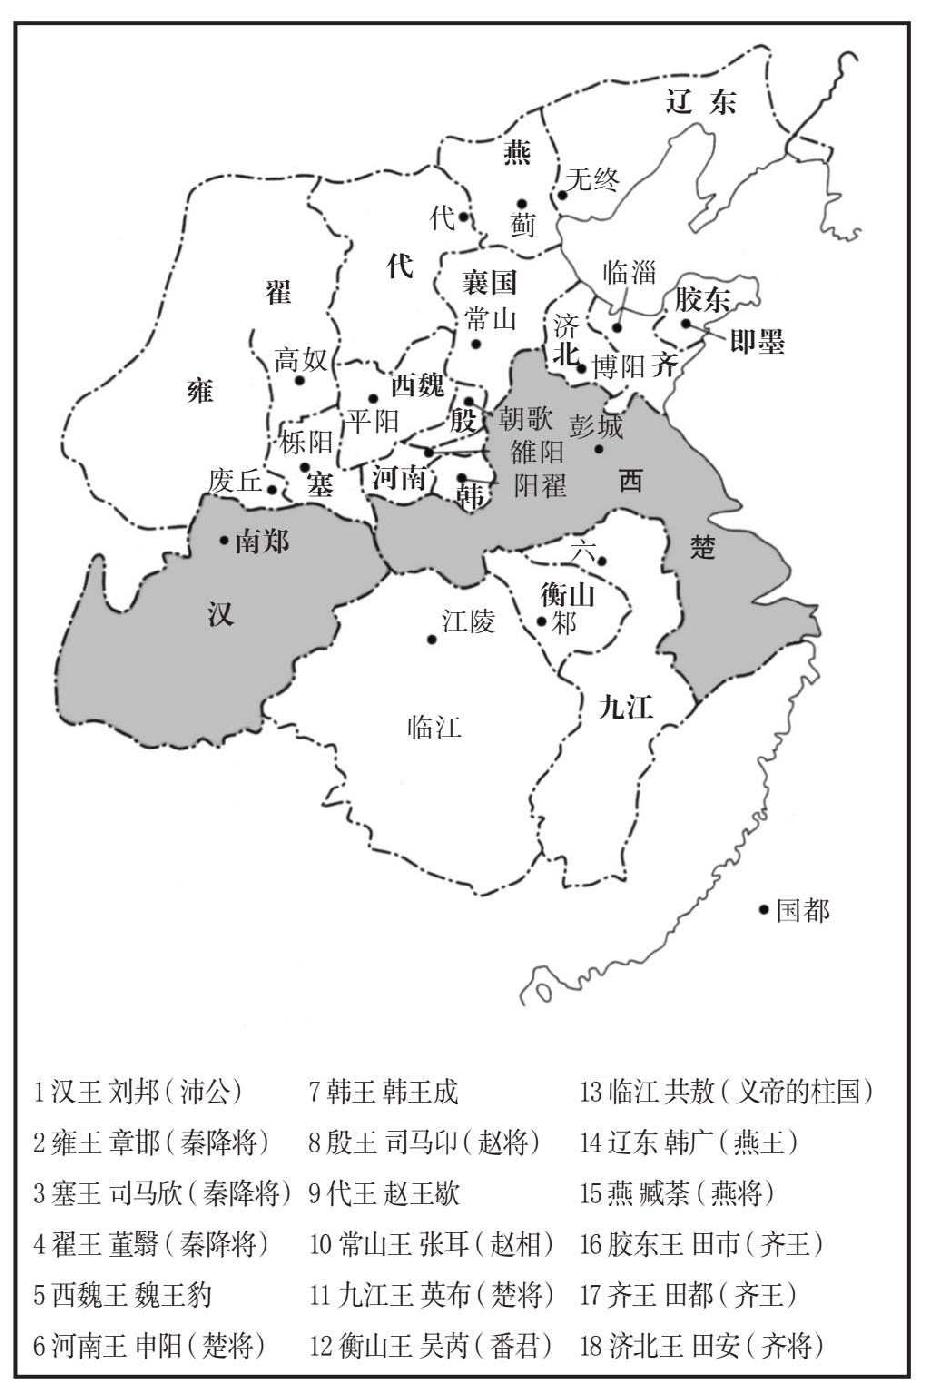 辽东
燕
无终
蓟
代
代
襄国
常山
临淄
胶东
即墨
济北
博阳
齐
翟
高奴
雍
西魏
平阳
殷
朝歌
彭城
雒阳
阳翟
栎阳
塞
河南
韩
废丘
西
楚
南郑
汉
六
衡山
邾
江陵
临江
九江
国都
1汉王 刘邦(沛公)
2雍王 章邯(秦降将)
3塞王 司马欣(秦降将)
4翟王 董翳(秦降将)
5西魏王 魏王豹
6河南王 申阳(楚将)
7韩王 韩王成
8殷王 司马卬(赵将)
9代王 赵王歇
10常山王 张耳(赵相)
11九江王 英布(楚将)
12衡山王 吴芮(番君)
13临江 共敖(义帝的柱国)
14辽东 韩广(燕王)
15燕 臧荼(燕将)
16胶东王 田市(齐王)
17齐王 田都(齐王)
18济北王 田安(齐将)